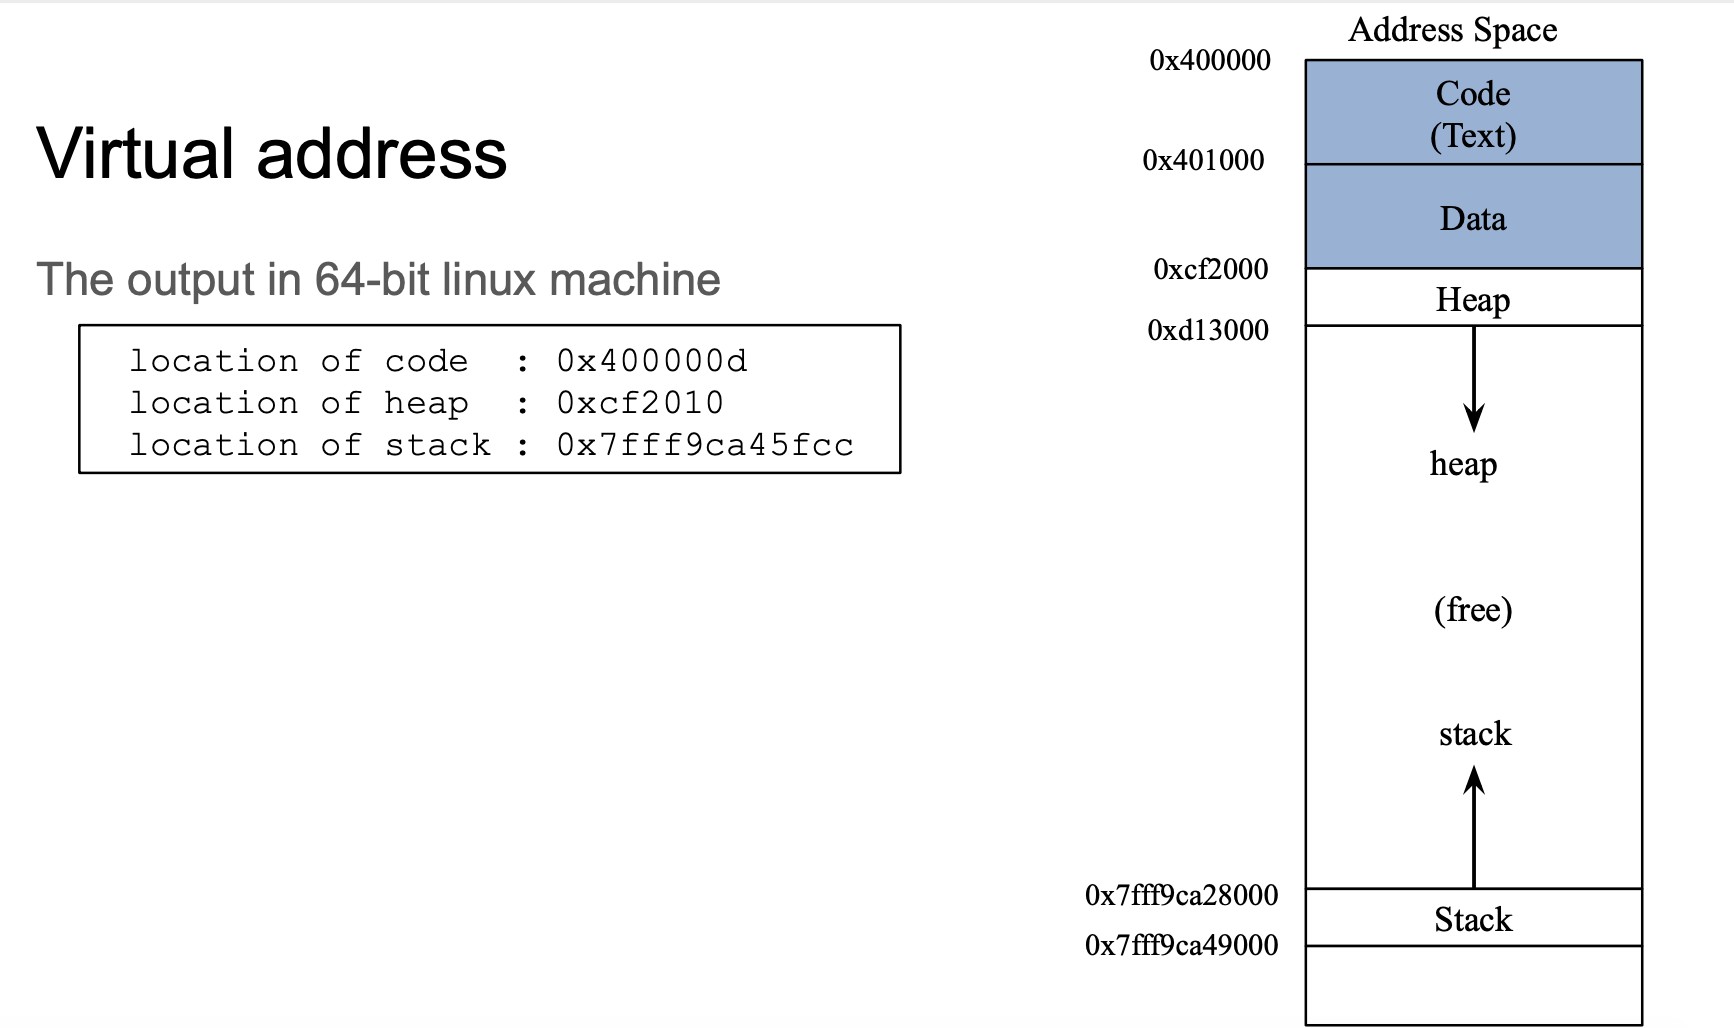 Virtual address
The output in 64-bit linux machine
location of code : 0x400000d
location of heap : 0xcf2010
location of stack : 0x7fff9ca45fcc
Address Space
0x400000
Code
(Text)
0x401000
Data
0xcf2000
Heap
0xd13000
heap
(free)
stack
0x7fff9ca28000
Stack
0x7fff9ca49000